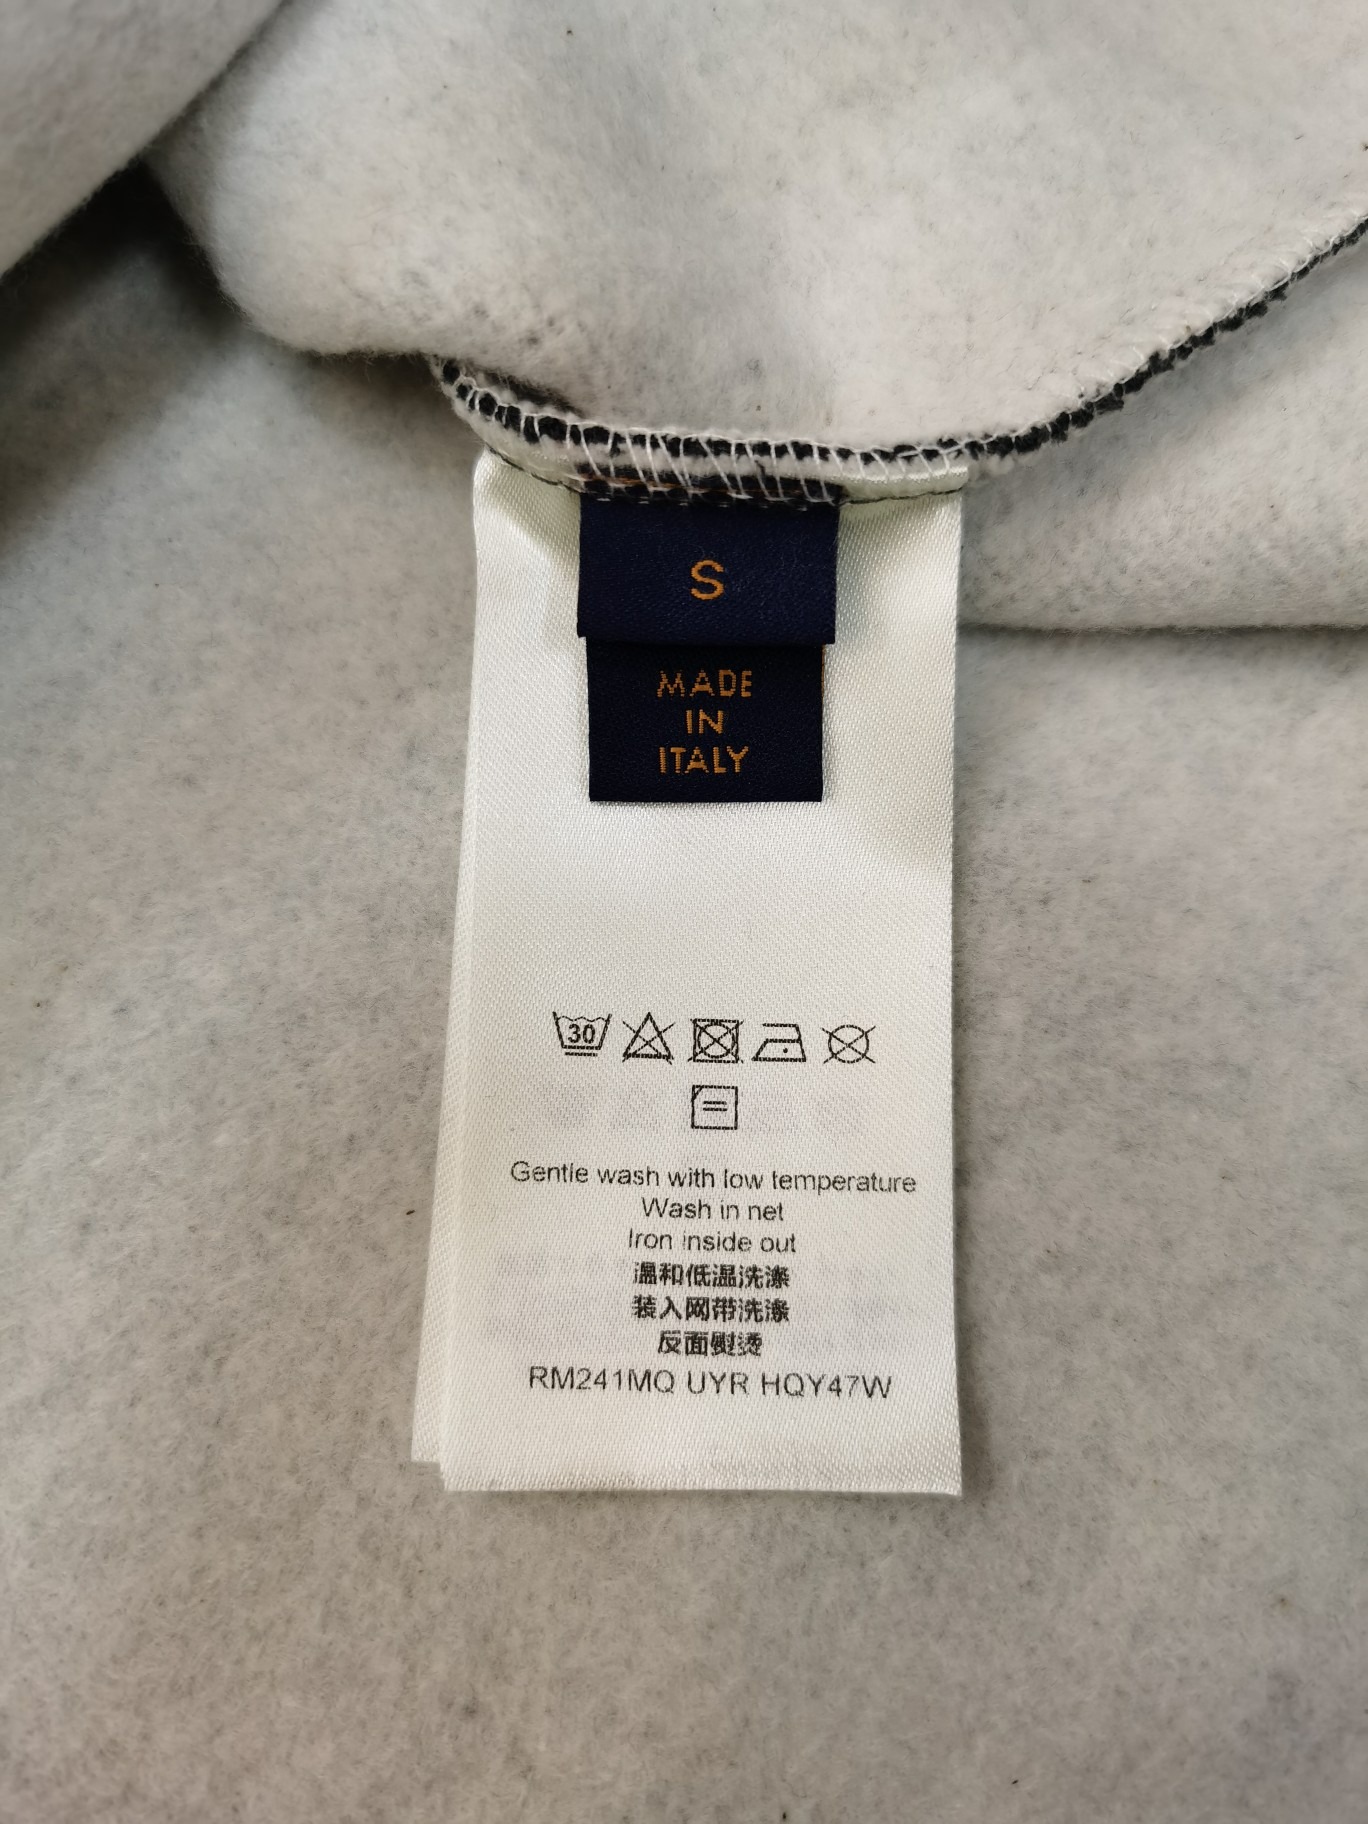 S
MADE
IN
ITALY
30
Gentle wash with low temperature
Wash in net
Iron inside out
温和低温洗涤
装入网带洗涤
反面熨烫
RM241MQ UYR HQY47W